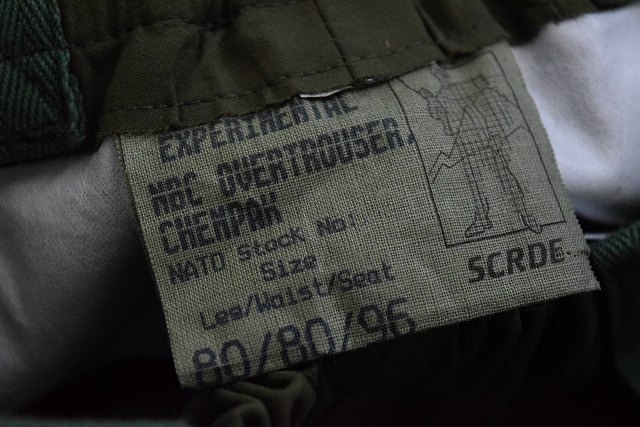 EXPERIMENTAL
NBC OVERTROUSER,
CHEMPAK
NATO Stock No:
Size
Leg/Waist/Seat
80/80/96
SCRDE